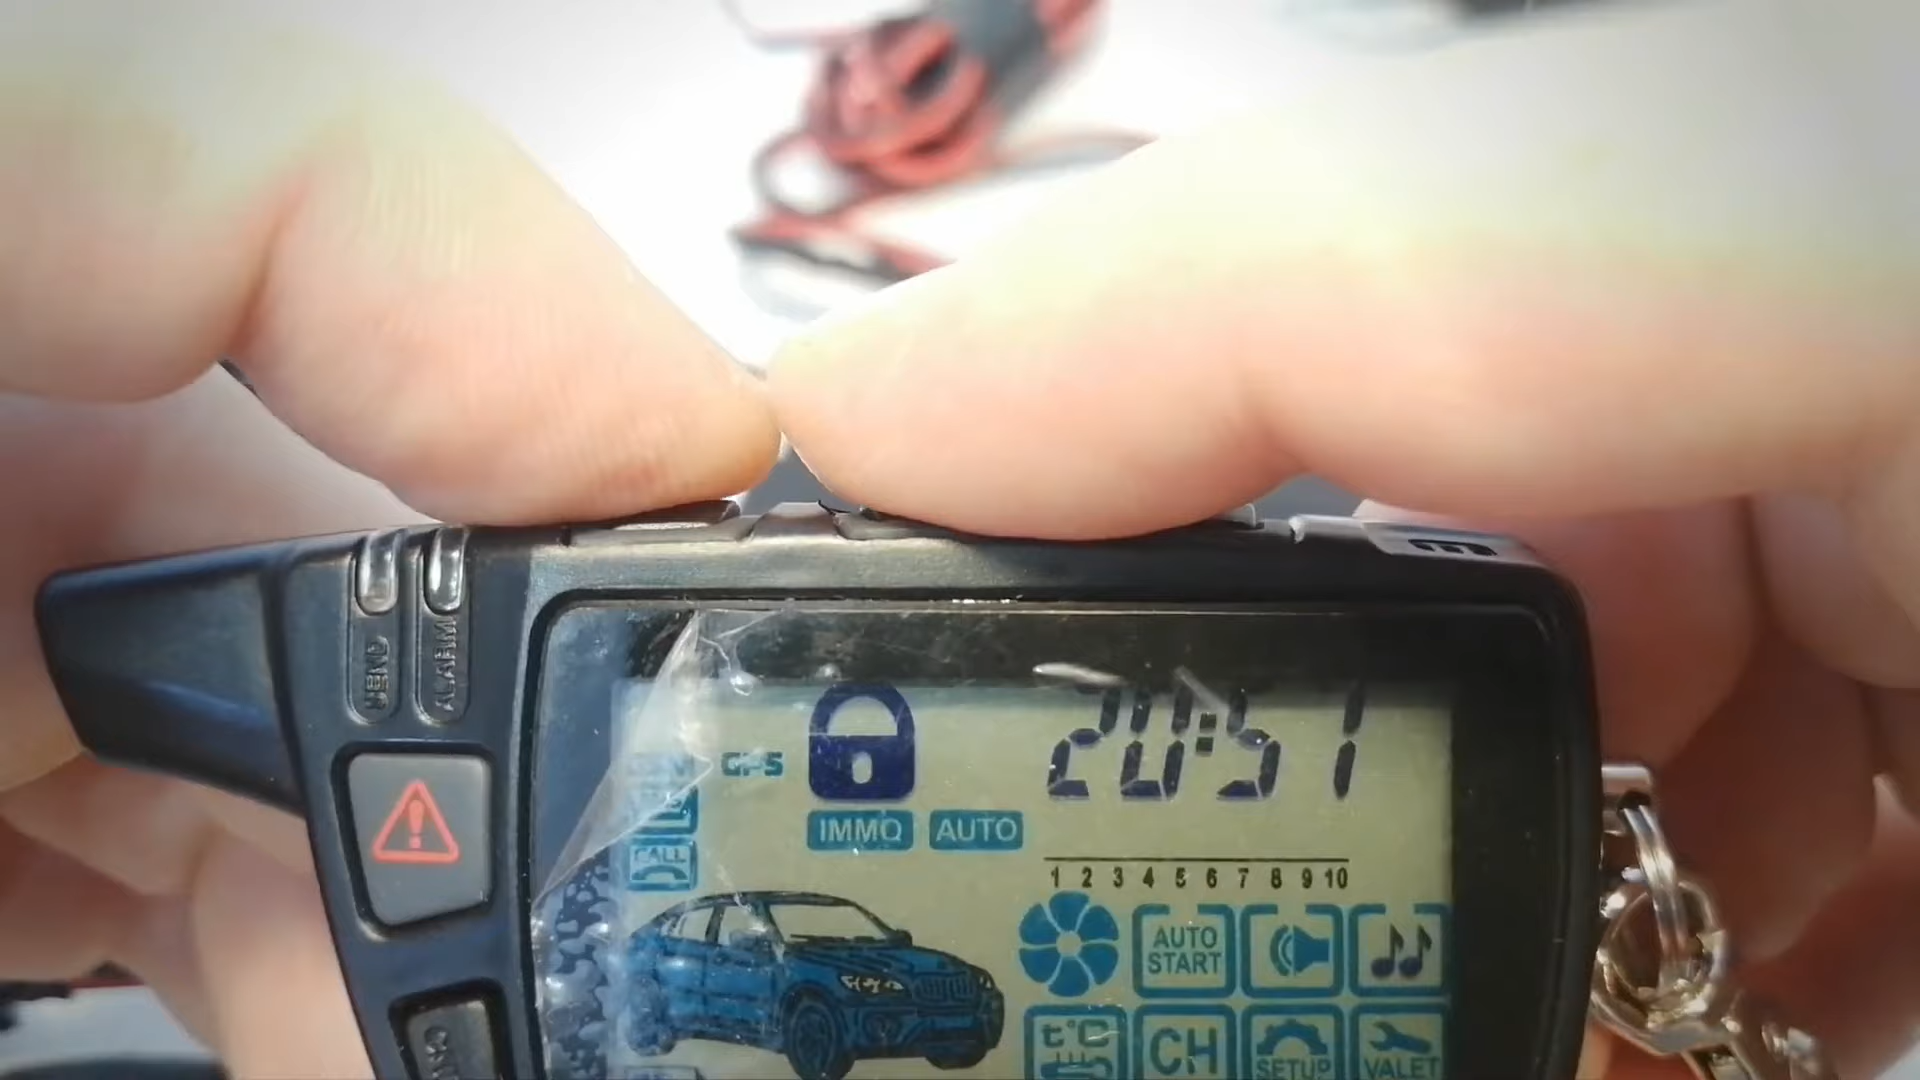 SEND
ALARM
20:51
GPS
IMMO AUTO
CALL
1 2 3 4 5 6 7 8 9 10
AUTO
START
t°C
CH
SETUP
VALET